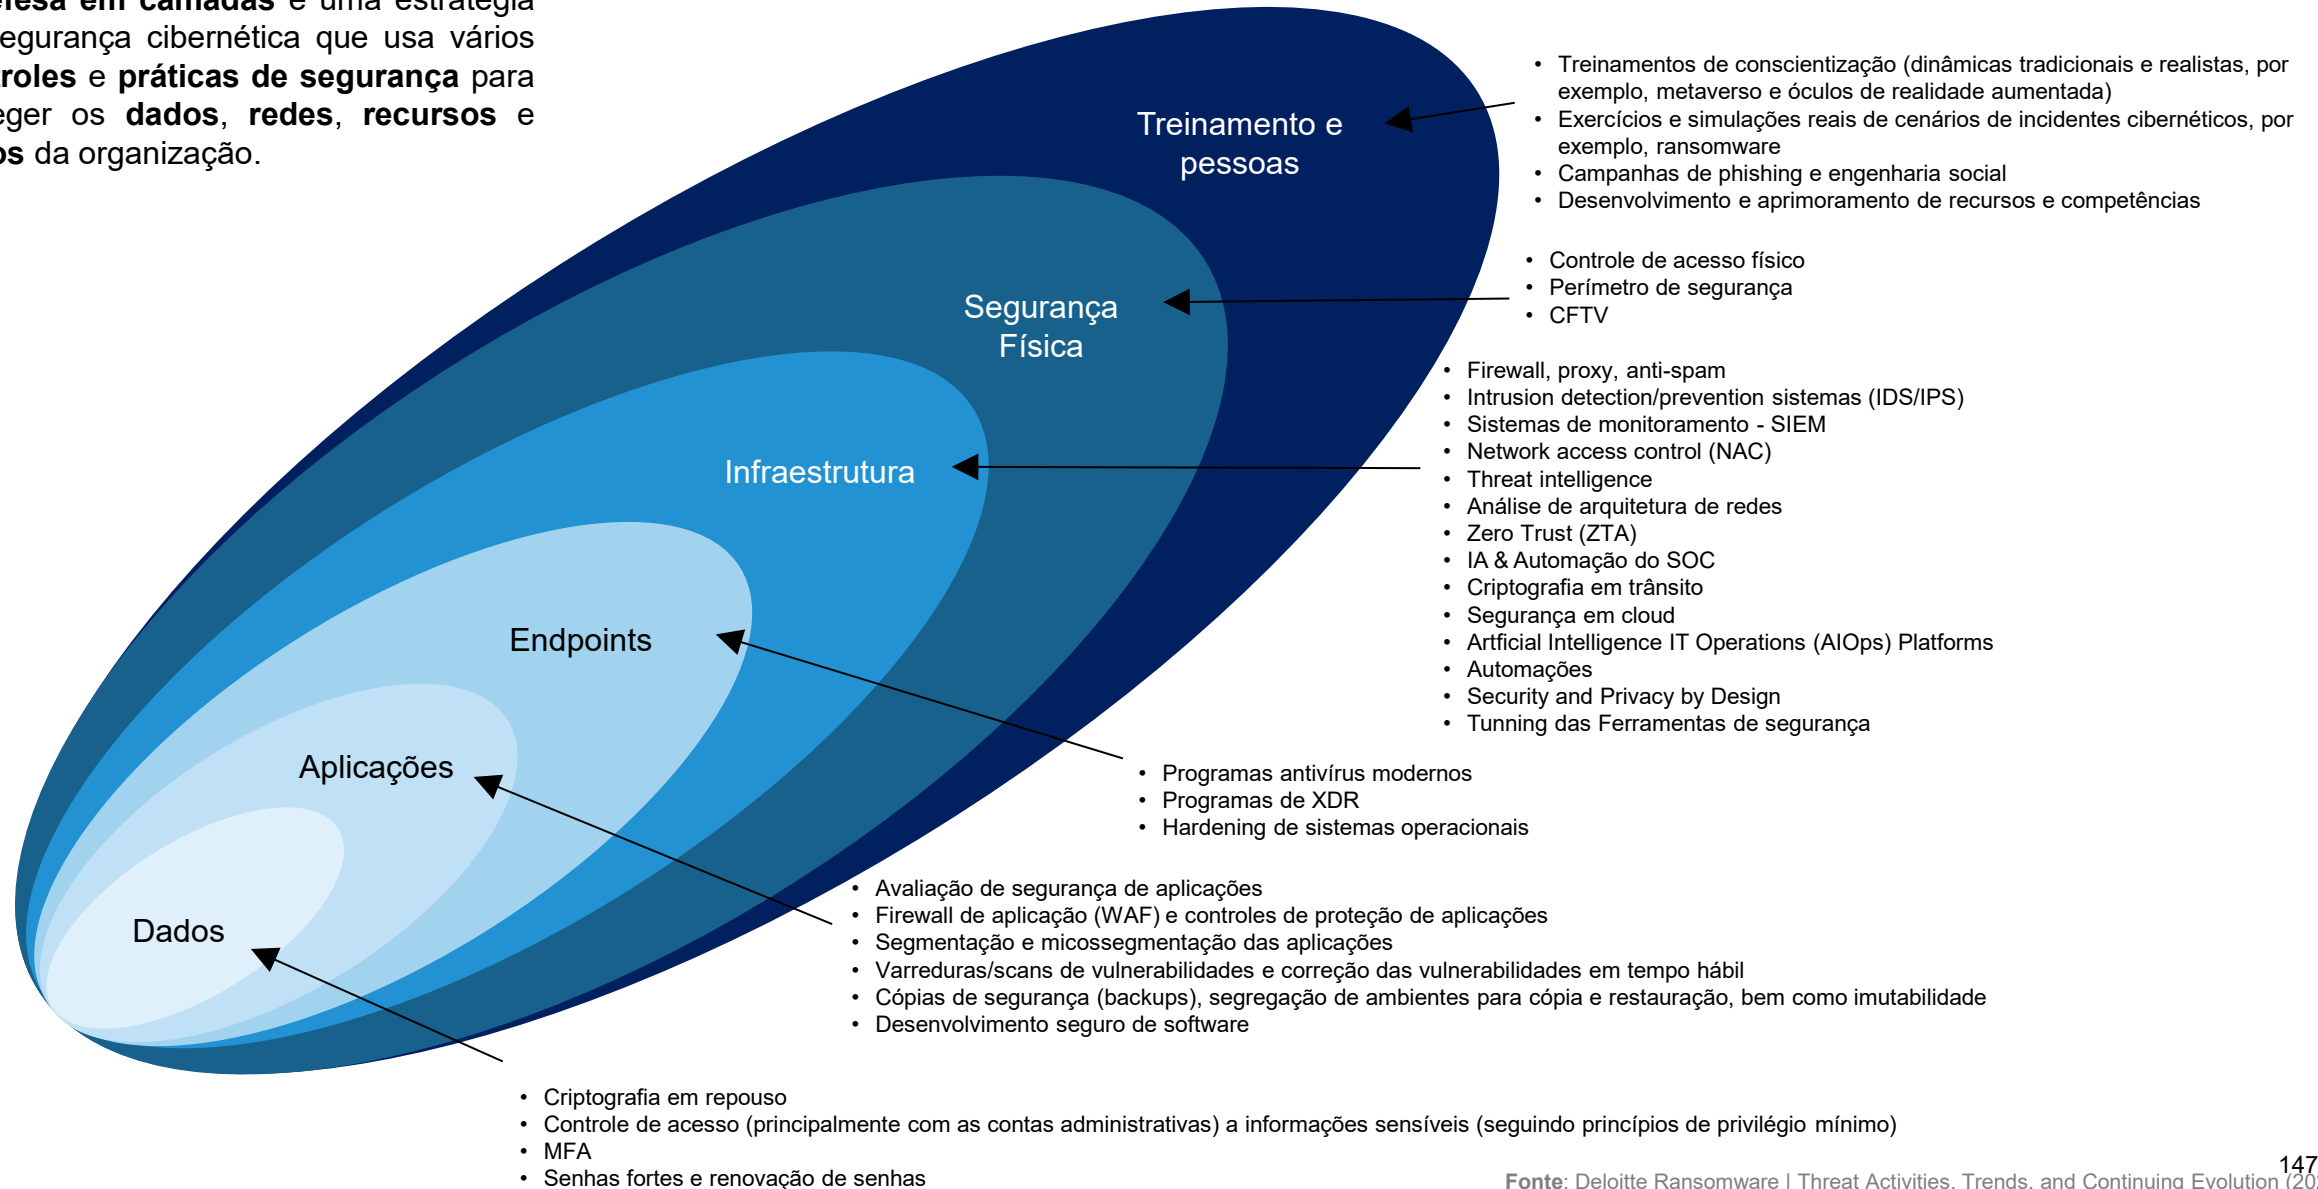 em camadas é uma estratégia
segurança cibernética que usa vários
e práticas de segurança para
os dados, redes, recursos e
da organização.
Treinamento e
pessoas
• Treinamentos de conscientização (dinâmicas tradicionais e realistas, por
exemplo, metaverso e óculos de realidade aumentada)
• Exercícios e simulações reais de cenários de incidentes cibernéticos, por
exemplo, ransomware
• Campanhas de phishing e engenharia social
• Desenvolvimento e aprimoramento de recursos e competências
Segurança
Física
• Controle de acesso físico
• Perímetro de segurança
• CFTV
Infraestrutura
• Firewall, proxy, anti-spam
• Intrusion detection/prevention sistemas (IDS/IPS)
• Sistemas de monitoramento - SIEM
• Network access control (NAC)
• Threat intelligence
• Análise de arquitetura de redes
• Zero Trust (ZTA)
• IA & Automação do SOC
• Criptografia em trânsito
• Segurança em cloud
• Artficial Intelligence IT Operations (AIOps) Platforms
• Automações
• Security and Privacy by Design
• Tunning das Ferramentas de segurança
Endpoints
• Programas antivírus modernos
• Programas de XDR
• Hardening de sistemas operacionais
Aplicações
• Avaliação de segurança de aplicações
• Firewall de aplicação (WAF) e controles de proteção de aplicações
• Segmentação e micossegmentação das aplicações
• Varreduras/scans de vulnerabilidades e correção das vulnerabilidades em tempo hábil
• Cópias de segurança (backups), segregação de ambientes para cópia e restauração, bem como imutabilidade
• Desenvolvimento seguro de software
Dados
• Criptografia em repouso
• Controle de acesso (principalmente com as contas administrativas) a informações sensíveis (seguindo princípios de privilégio mínimo)
• MFA
• Senhas fortes e renovação de senhas
147
Fonte: Deloitte Ransomware | Threat Activities, Trends, and Continuing Evolution